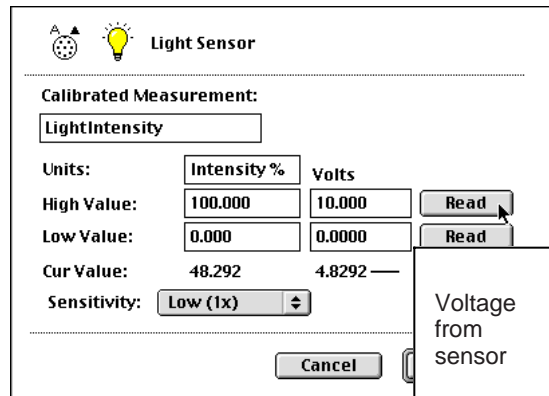 A
Light Sensor
Calibrated Measurement:
LightIntensity
Units: Intensity % Volts
High Value: 100.000 10.000 Read
Low Value: 0.000 0.0000 Read
Cur Value: 48.292 4.8292
Sensitivity: Low (1x)
Voltage
from
sensor
Cancel